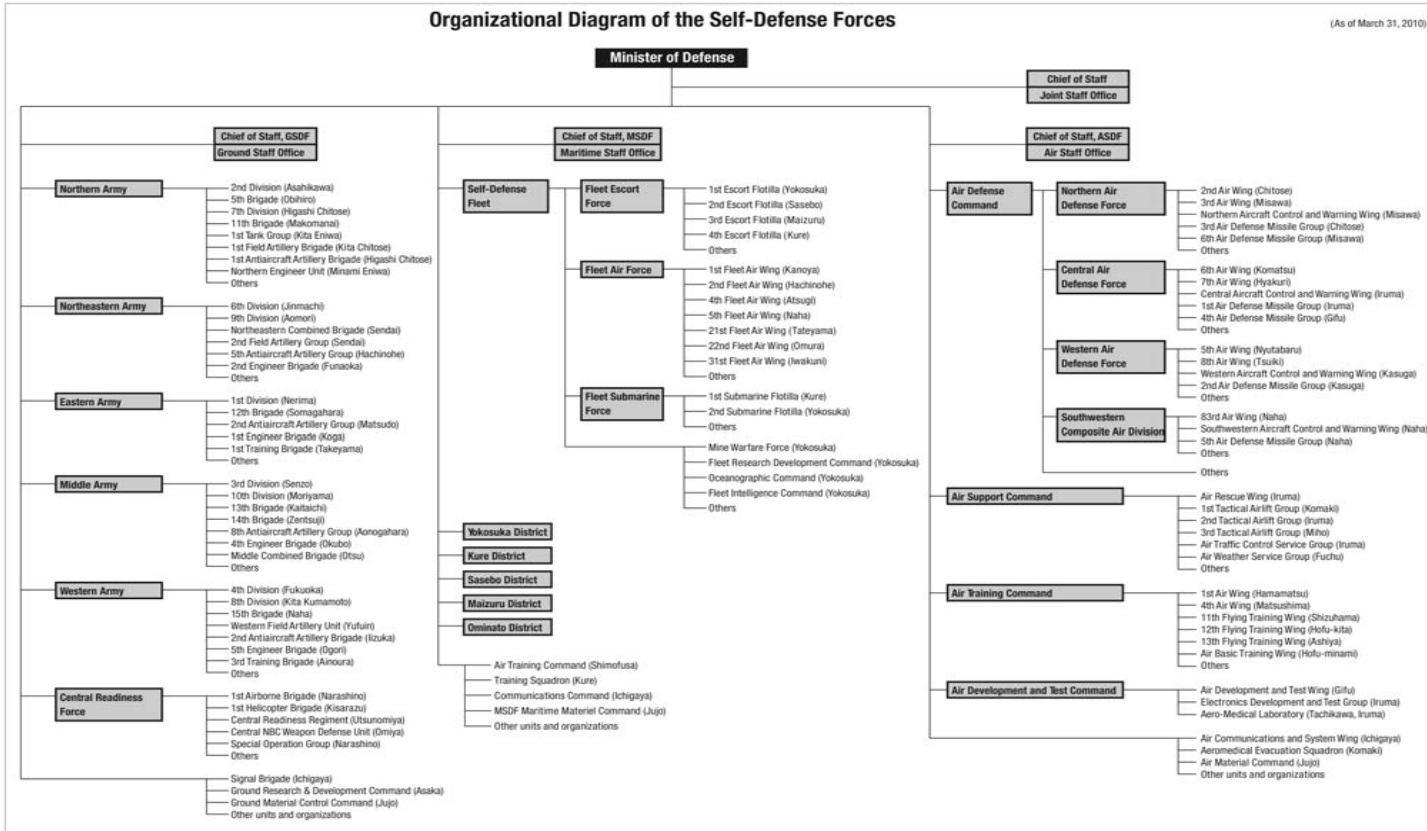 Organizational Diagram of the Self-Defense Forces
(As of March 31, 2010)
Minister of Defense
Chief of Staff
Joint Staff Office
Chief of Staff, GSDF
Ground Staff Office
Northern Army
2nd Division (Asahikawa)
5th Brigade (Obihiro)
7th Division (Higashi Chitose)
11th Brigade (Makomanai)
1st Tank Group (Kita Eniwa)
1st Field Artillery Brigade (Kita Chitose)
1st Antiaircraft Artillery Brigade (Higashi Chitose)
Northern Engineer Unit (Minami Eniwa)
Others
Northeastern Army
6th Division (Jinmachi)
9th Division (Aomori)
Northeastern Combined Brigade (Sendai)
2nd Field Artillery Group (Sendai)
5th Antiaircraft Artillery Group (Hachinohe)
2nd Engineer Brigade (Funaoka)
Others
Eastern Army
1st Division (Nerima)
12th Brigade (Somagahara)
2nd Antiaircraft Artillery Group (Matsudo)
1st Engineer Brigade (Koga)
1st Training Brigade (Takeyama)
Others
Middle Army
3rd Division (Senzo)
10th Division (Moriyama)
13th Brigade (Kaitaichi)
14th Brigade (Zentsuji)
8th Antiaircraft Artillery Group (Aonogahara)
4th Engineer Brigade (Okubo)
Middle Combined Brigade (Otsu)
Others
Western Army
4th Division (Fukuoka)
8th Division (Kita Kumamoto)
15th Brigade (Naha)
Western Field Artillery Unit (Yufuin)
2nd Antiaircraft Artillery Brigade (Iizuka)
5th Engineer Brigade (Ogori)
3rd Training Brigade (Ainoura)
Others
Central Readiness
Force
1st Airborne Brigade (Narashino)
1st Helicopter Brigade (Kisarazu)
Central Readiness Regiment (Utsunomiya)
Central NBC Weapon Defense Unit (Omiya)
Special Operation Group (Narashino)
Others
Signal Brigade (Ichigaya)
Ground Research & Development Command (Asaka)
Ground Material Control Command (Jujo)
Other units and organizations
Chief of Staff, MSDF
Maritime Staff Office
Self-Defense
Fleet
Fleet Escort
Force
1st Escort Flotilla (Yokosuka)
2nd Escort Flotilla (Sasebo)
3rd Escort Flotilla (Maizuru)
4th Escort Flotilla (Kure)
Others
Fleet Air Force
1st Fleet Air Wing (Kanoya)
2nd Fleet Air Wing (Hachinohe)
4th Fleet Air Wing (Atsugi)
5th Fleet Air Wing (Naha)
21st Fleet Air Wing (Tateyama)
22nd Fleet Air Wing (Omura)
31st Fleet Air Wing (Iwakuni)
Others
Fleet Submarine
Force
1st Submarine Flotilla (Kure)
2nd Submarine Flotilla (Yokosuka)
Others
Mine Warfare Force (Yokosuka)
Fleet Research Development Command (Yokosuka)
Oceanographic Command (Yokosuka)
Fleet Intelligence Command (Yokosuka)
Others
Yokosuka District
Kure District
Sasebo District
Maizuru District
Ominato District
Air Training Command (Shimofusa)
Training Squadron (Kure)
Communications Command (Ichigaya)
MSDF Maritime Materiel Command (Jujo)
Other units and organizations
Chief of Staff, ASDF
Air Staff Office
Air Defense
Command
Northern Air
Defense Force
2nd Air Wing (Chitose)
3rd Air Wing (Misawa)
Northern Aircraft Control and Warning Wing (Misawa)
3rd Air Defense Missile Group (Chitose)
6th Air Defense Missile Group (Misawa)
Others
Central Air
Defense Force
6th Air Wing (Komatsu)
7th Air Wing (Hyakuri)
Central Aircraft Control and Warning Wing (Iruma)
1st Air Defense Missile Group (Iruma)
4th Air Defense Missile Group (Gifu)
Others
Western Air
Defense Force
5th Air Wing (Nyutabaru)
8th Air Wing (Tsuiki)
Western Aircraft Control and Warning Wing (Kasuga)
2nd Air Defense Missile Group (Kasuga)
Others
Southwestern
Composite Air Division
83rd Air Wing (Naha)
Southwestern Aircraft Control and Warning Wing (Naha)
5th Air Defense Missile Group (Naha)
Others
Others
Air Support Command
Air Rescue Wing (Iruma)
1st Tactical Airlift Group (Komaki)
2nd Tactical Airlift Group (Iruma)
3rd Tactical Airlift Group (Miho)
Air Traffic Control Service Group (Iruma)
Air Weather Service Group (Fuchu)
Others
Air Training Command
1st Air Wing (Hamamatsu)
4th Air Wing (Matsushima)
11th Flying Training Wing (Shizuhama)
12th Flying Training Wing (Hofu-kita)
13th Flying Training Wing (Ashiya)
Air Basic Training Wing (Hofu-minami)
Others
Air Development and Test Command
Air Development and Test Wing (Gifu)
Electronics Development and Test Group (Iruma)
Aero-Medical Laboratory (Tachikawa, Iruma)
Air Communications and System Wing (Ichigaya)
Aeromedical Evacuation Squadron (Komaki)
Air Material Command (Jujo)
Other units and organizations